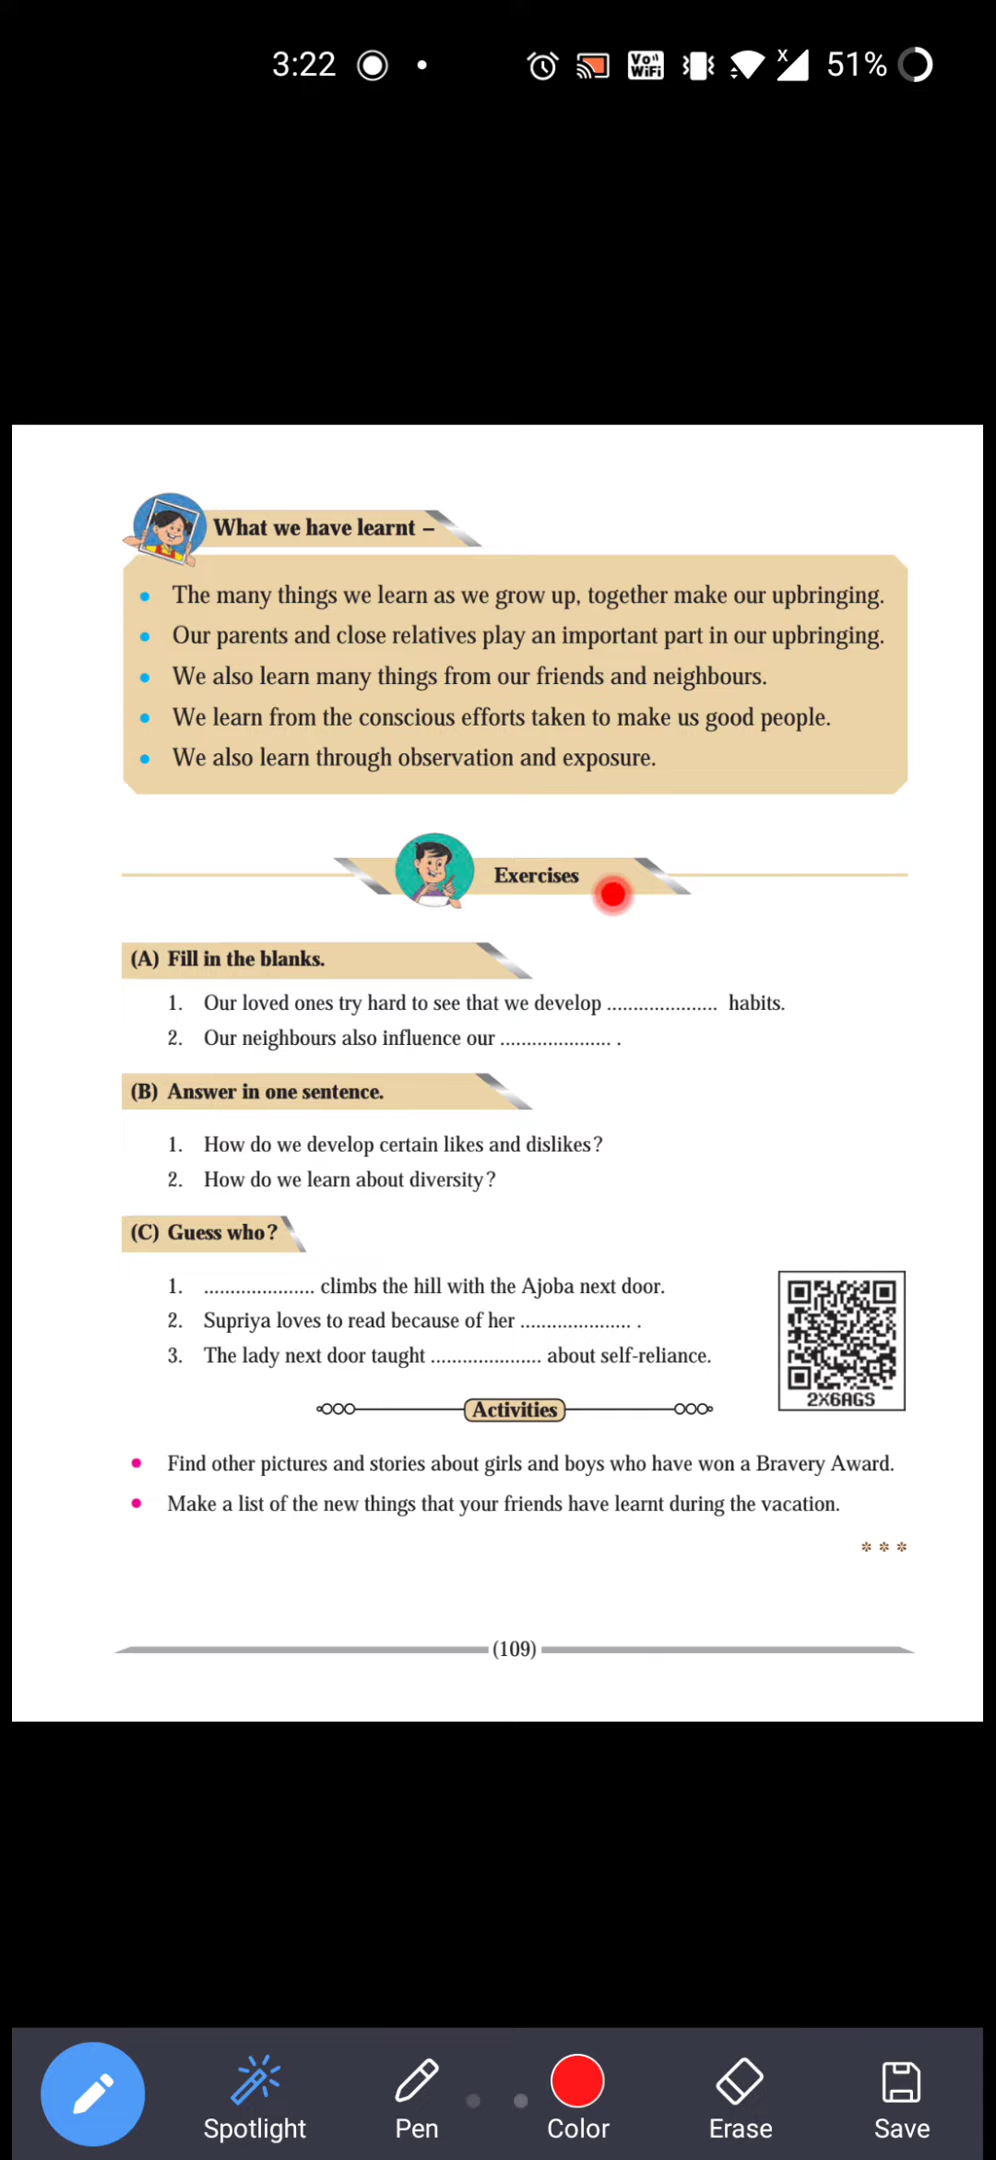 3:22
Vo))
WiFi
x
51%
What we have learnt –
• The many things we learn as we grow up, together make our upbringing.
• Our parents and close relatives play an important part in our upbringing.
• We also learn many things from our friends and neighbours.
• We learn from the conscious efforts taken to make us good people.
• We also learn through observation and exposure.
Exercises
(A) Fill in the blanks.
1. Our loved ones try hard to see that we develop ..................... habits.
2. Our neighbours also influence our ..................... .
(B) Answer in one sentence.
1. How do we develop certain likes and dislikes?
2. How do we learn about diversity?
(C) Guess who?
1. ..................... climbs the hill with the Ajoba next door.
2. Supriya loves to read because of her ..................... .
3. The lady next door taught ..................... about self-reliance.
2X6AGS
Activities
• Find other pictures and stories about girls and boys who have won a Bravery Award.
• Make a list of the new things that your friends have learnt during the vacation.
* * *
(109)
Spotlight
Pen
Color
Erase
Save